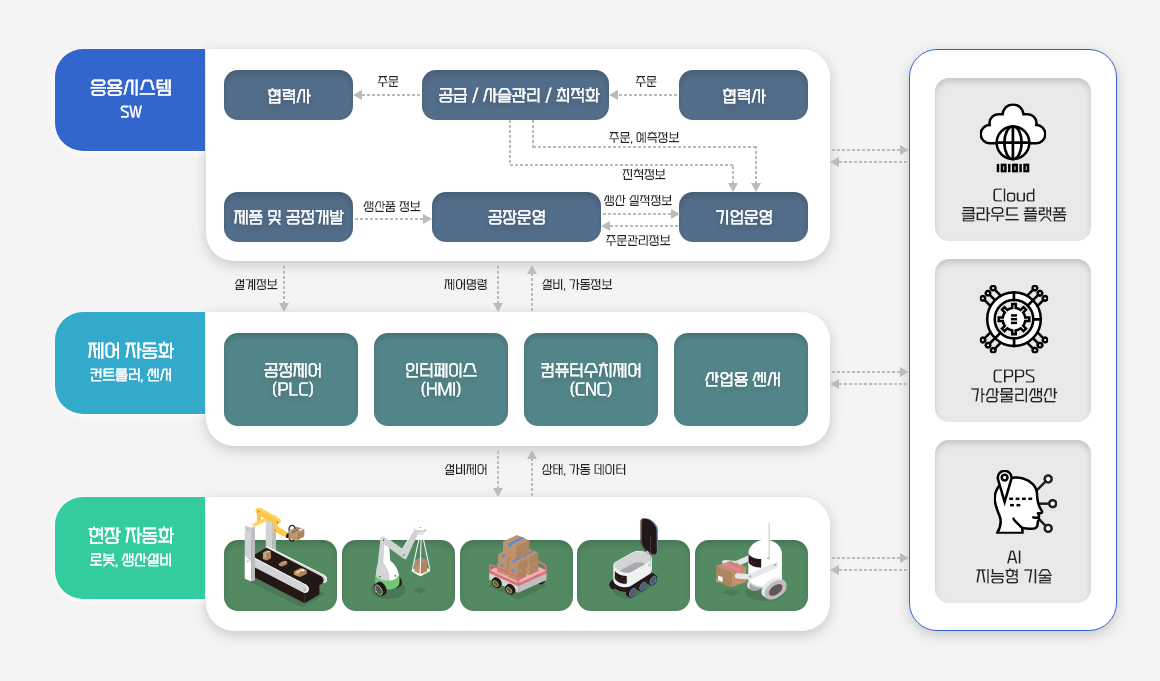 응용시스템
SW
협력사
주문
공급 / 사슬관리 / 최적화
주문
협력사
주문, 예측정보
진척정보
제품 및 공정개발
생산품 정보
공장운영
생산 실적정보
주문관리정보
기업운영
설계정보
제어명령
설비, 가동정보
제어 자동화
컨트롤러, 센서
공정제어
(PLC)
인터페이스
(HMI)
컴퓨터수치제어
(CNC)
산업용 센서
설비제어
상태, 가동 데이터
현장 자동화
로봇, 생산설비
Cloud
클라우드 플랫폼
CPPS
가상물리생산
AI
지능형 기술